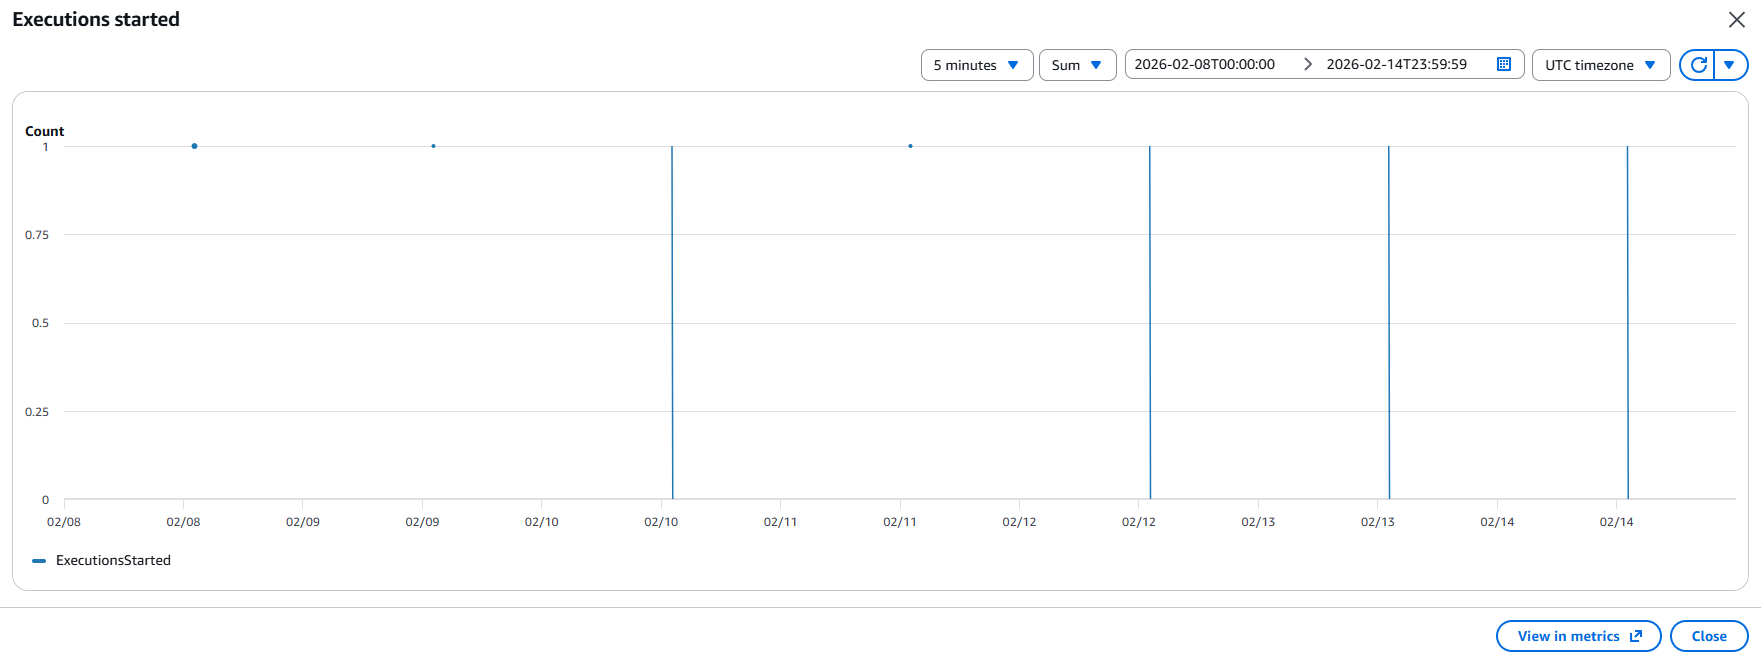 Executions started
5 minutes Sum 2026-02-08T00:00:00 2026-02-14T23:59:59 UTC timezone
Count
1
0.75
0.5
0.25
0
02/08 02/08 02/09 02/09 02/10 02/10 02/11 02/11 02/12 02/12 02/13 02/13 02/14 02/14
ExecutionsStarted
View in metrics Close